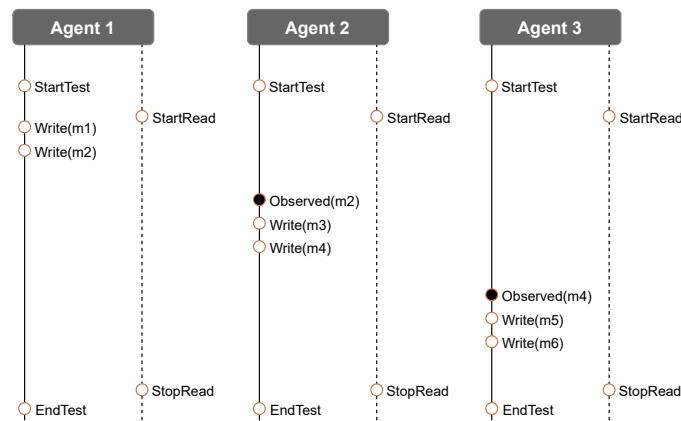 Agent 1
Agent 2
Agent 3
StartTest
StartTest
StartTest
StartRead
StartRead
StartRead
Write(m1)
Write(m2)
Observed(m2)
Write(m3)
Write(m4)
Observed(m4)
Write(m5)
Write(m6)
StopRead
StopRead
StopRead
EndTest
EndTest
EndTest